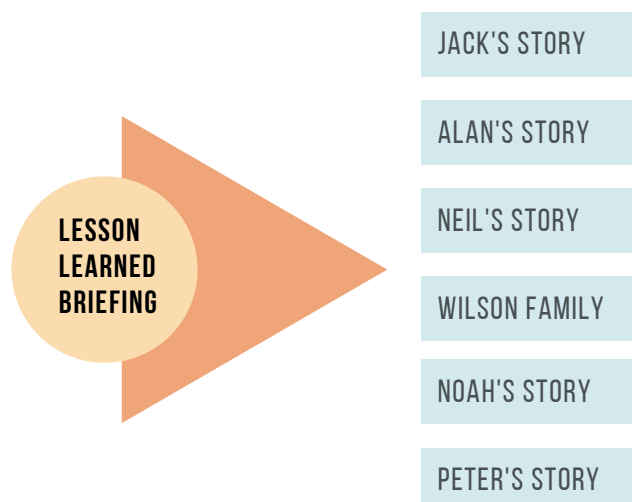 LESSON
LEARNED
BRIEFING
JACK'S STORY
ALAN'S STORY
NEIL'S STORY
WILSON FAMILY
NOAH'S STORY
PETER'S STORY